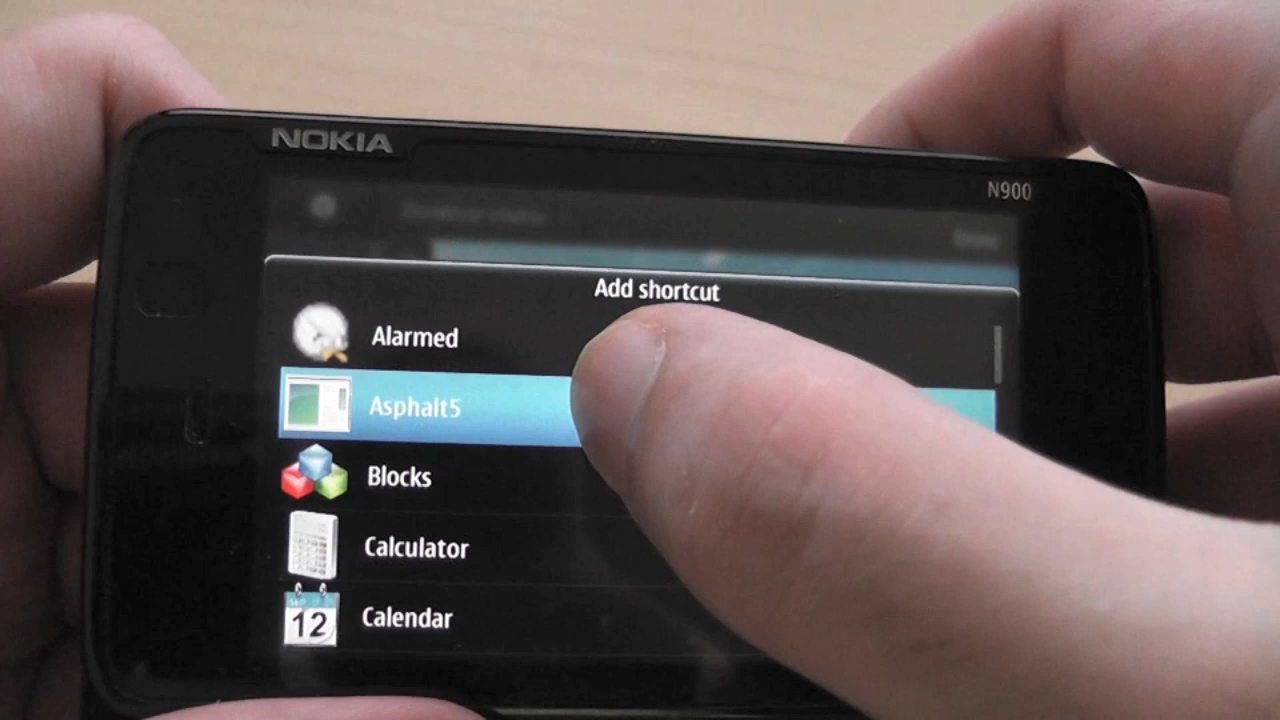 NOKIA
N900
Add shortcut
Alarmed
Asphalt5
Blocks
Calculator
Calendar
12